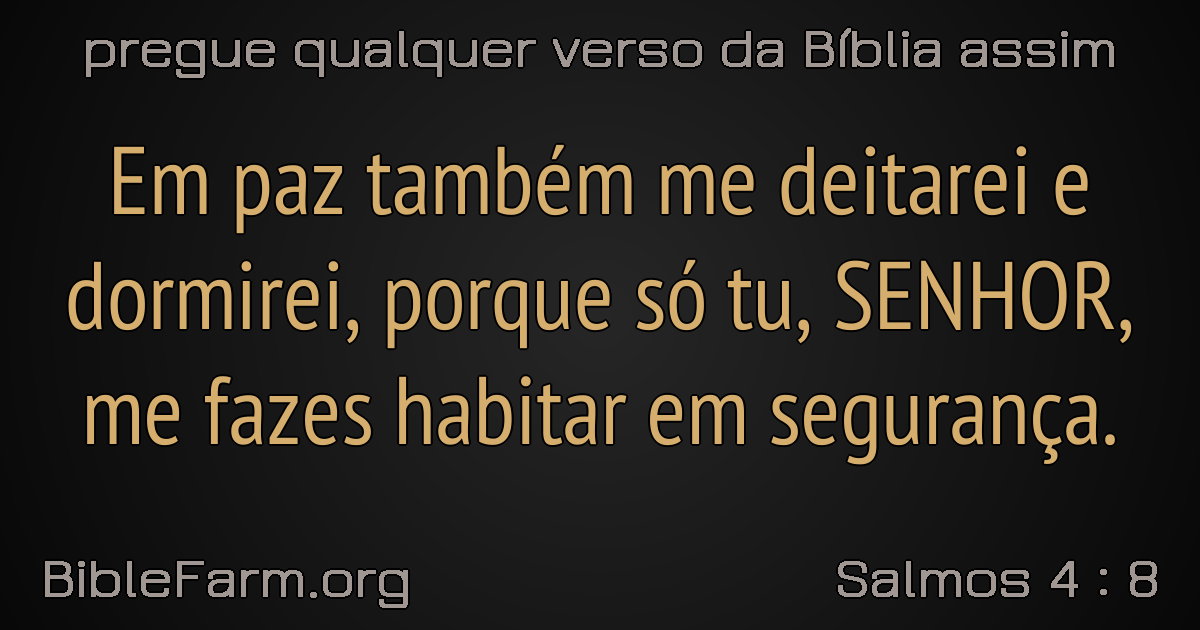 pregue qualquer verso da Bíblia assim
Em paz também me deitarei e
dormirei, porque só tu, SENHOR,
me fazes habitar em segurança.
BibleFarm.org
Salmos 4 : 8